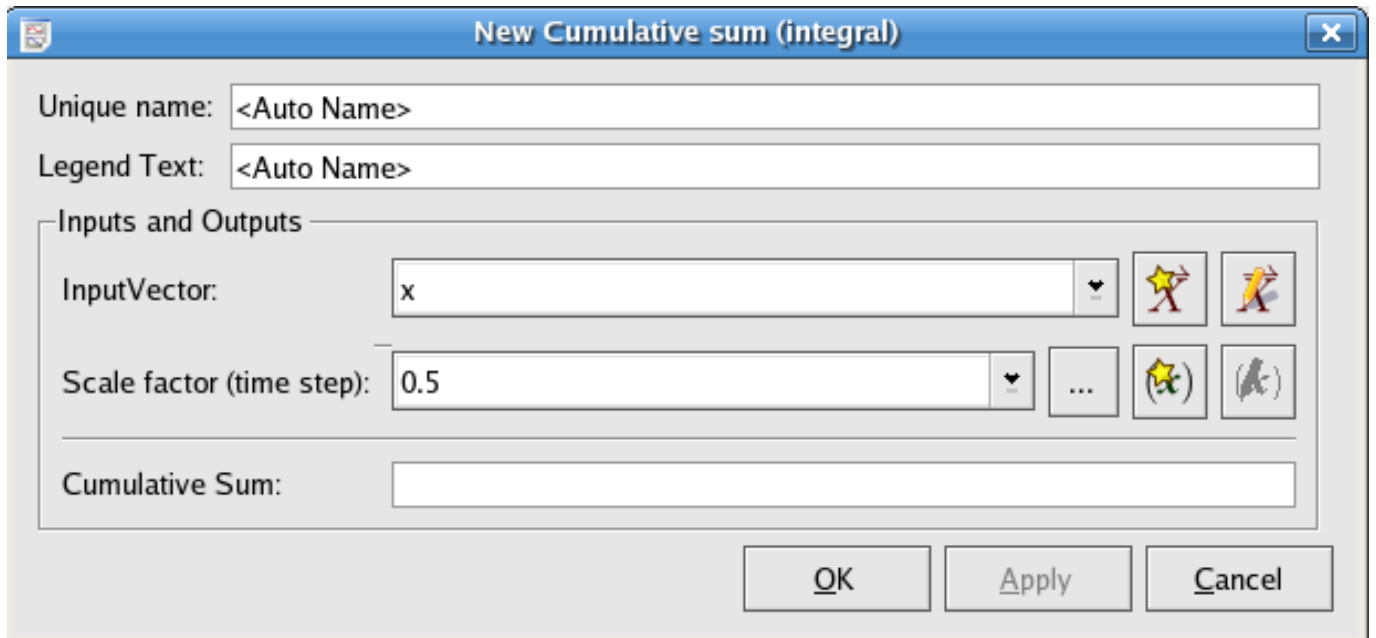 New Cumulative sum (integral)
Unique name: <Auto Name>
Legend Text: <Auto Name>
Inputs and Outputs
InputVector: x
Scale factor (time step): 0.5 ...
Cumulative Sum:
OK Apply Cancel